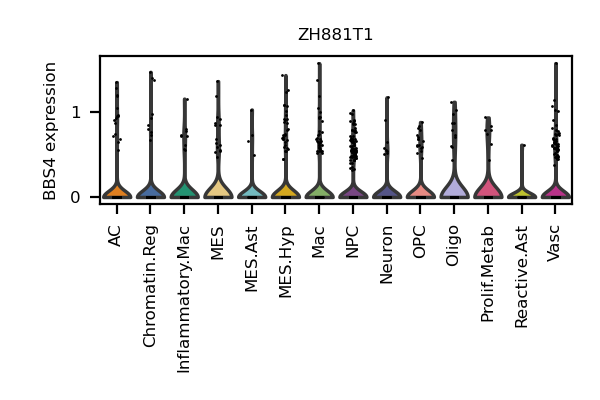 ZH881T1
BBS4 expression
1
0
AC
Chromatin.Reg
Inflammatory.Mac
MES
MES.Ast
MES.Hyp
Mac
NPC
Neuron
OPC
Oligo
Prolif.Metab
Reactive.Ast
Vasc